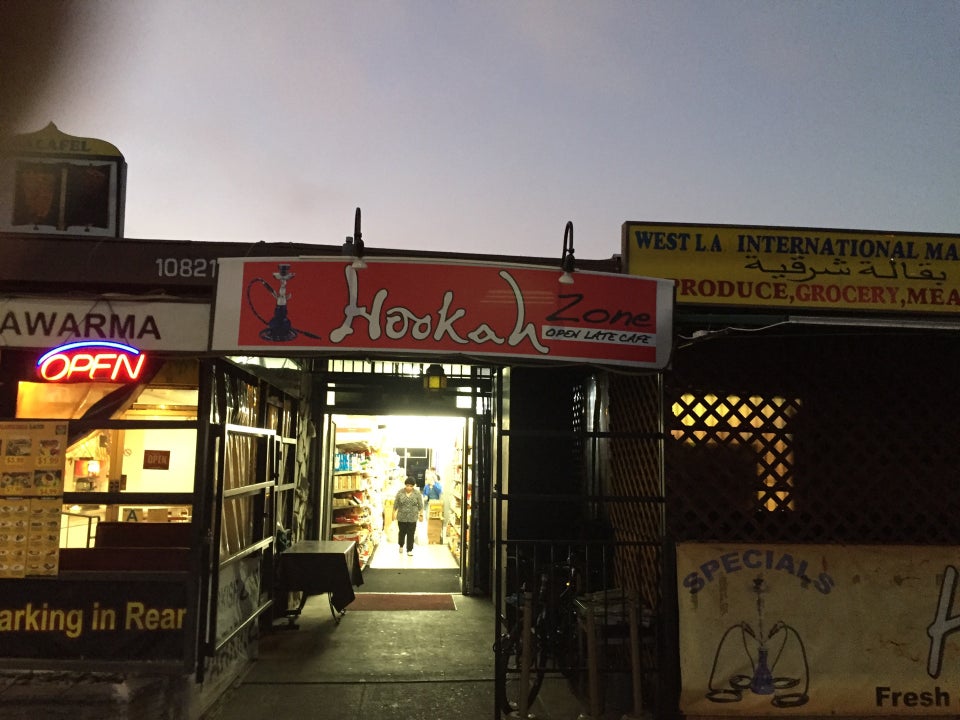 ALAFEL
10821
AWARMA
OPEN
OPEN
A
arking in Rear
Hookah
Zone
OPEN LATE CAFE
WEST L.A INTERNATIONAL MA
بقالة شرقية
PRODUCE,GROCERY,MEA
SPECIALS
H
Fresh